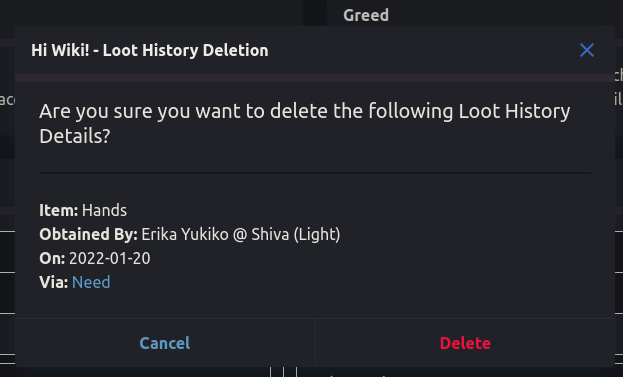 Greed
Hi Wiki! - Loot History Deletion
Are you sure you want to delete the following Loot History
Details?
Item: Hands
Obtained By: Erika Yukiko @ Shiva (Light)
On: 2022-01-20
Via: Need
Cancel
Delete